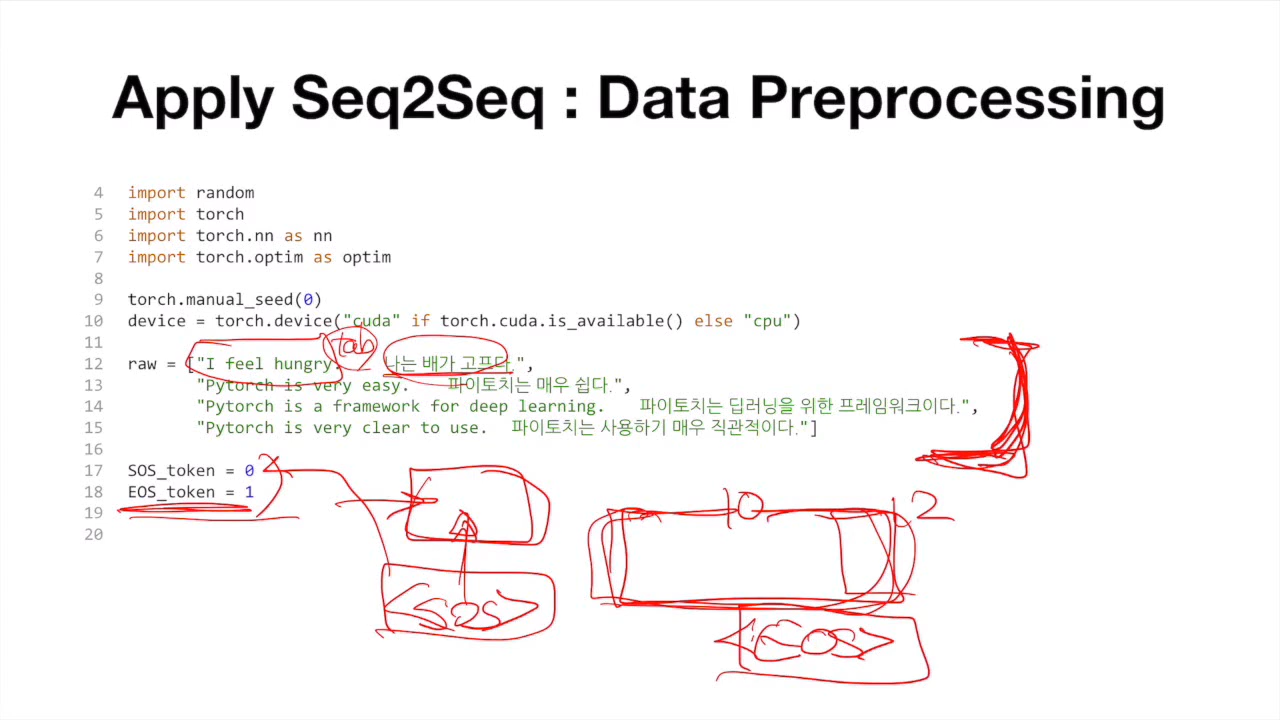 Apply Seq2Seq : Data Preprocessing
4 import random
5 import torch
6 import torch.nn as nn
7 import torch.optim as optim
8
9 torch.manual_seed(0)
10 device = torch.device("cuda" if torch.cuda.is_available() else "cpu")
11
tab
12 raw = ["I feel hungry. 나는 배가 고프다.",
13 "Pytorch is very easy. 파이토치는 매우 쉽다.",
14 "Pytorch is a framework for deep learning. 파이토치는 딥러닝을 위한 프레임워크이다.",
15 "Pytorch is very clear to use. 파이토치는 사용하기 매우 직관적이다."]
16
17 SOS_token = 0
18 EOS_token = 1
19
20
10 12
<SOS>
<EOS>